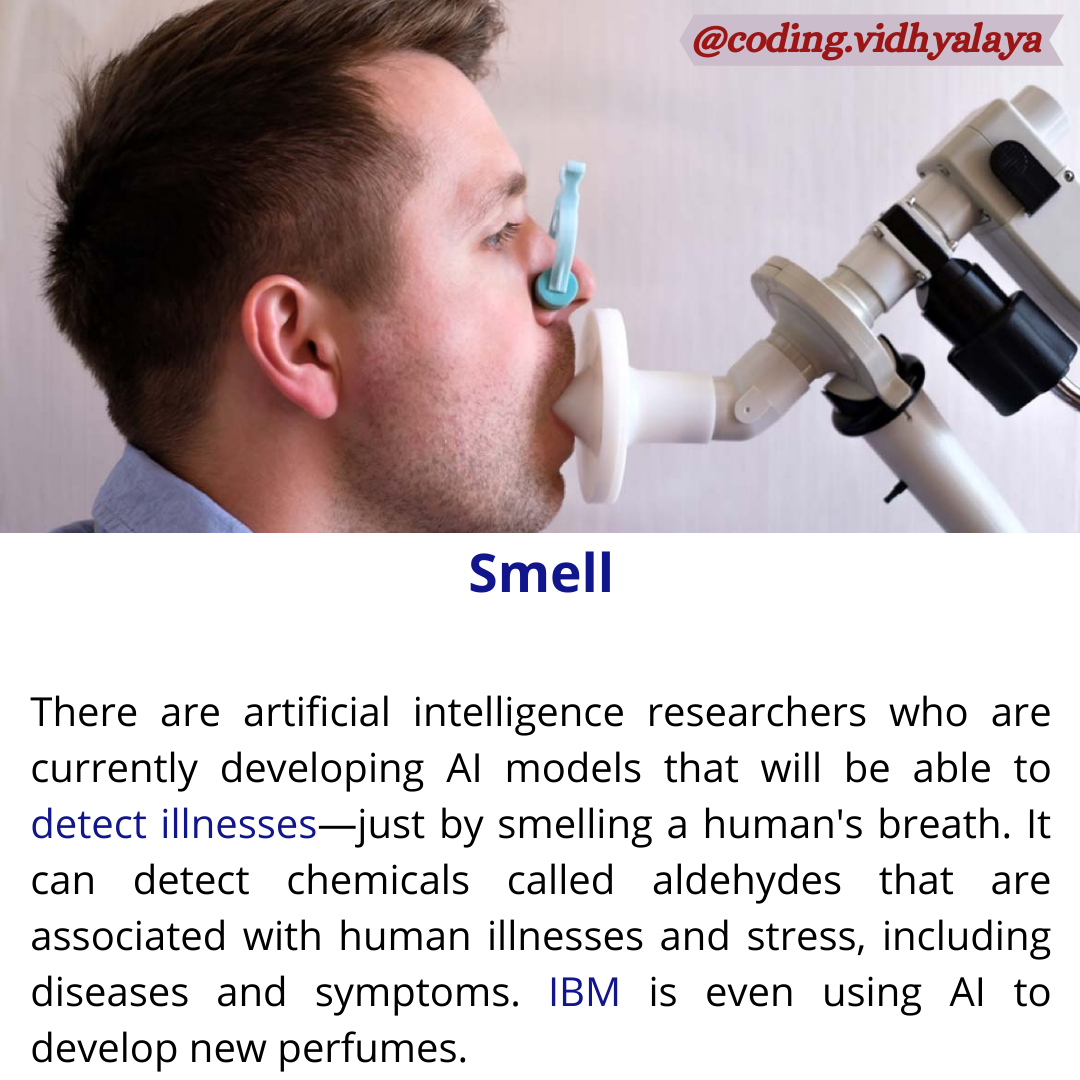 @coding.vidhyalaya
Smell
There are artificial intelligence researchers who are
currently developing AI models that will be able to
detect illnesses—just by smelling a human's breath. It
can detect chemicals called aldehydes that are
associated with human illnesses and stress, including
diseases and symptoms. IBM is even using AI to
develop new perfumes.